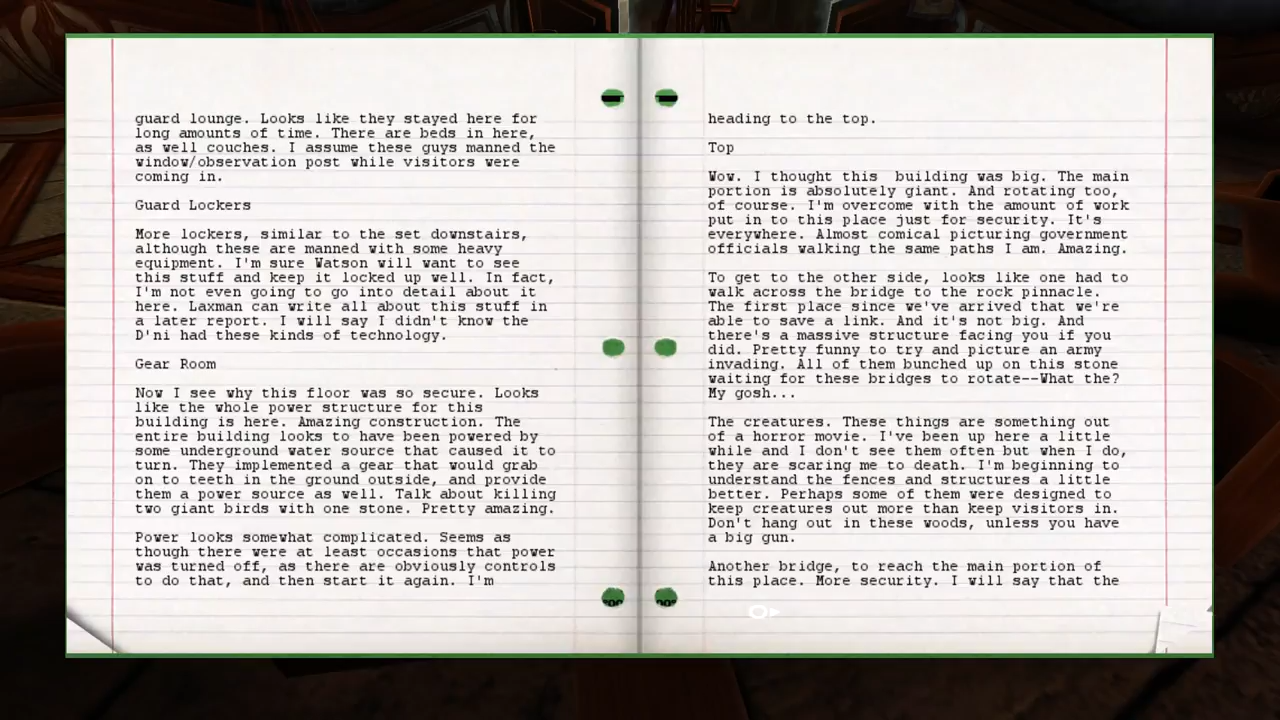 guard lounge. Looks like they stayed here for
long amounts of time. There are beds in here,
as well couches. I assume these guys manned the
window/observation post while visitors were
coming in.
Guard Lockers
More lockers, similar to the set downstairs,
although these are manned with some heavy
equipment. I'm sure Watson will want to see
this stuff and keep it locked up well. In fact,
I'm not even going to go into detail about it
here. Laxman can write all about this stuff in
a later report. I will say I didn't know the
D'ni had these kinds of technology.
Gear Room
Now I see why this floor was so secure. Looks
like the whole power structure for this
building is here. Amazing construction. The
entire building looks to have been powered by
some underground water source that caused it to
turn. They implemented a gear that would grab
on to teeth in the ground outside, and provide
them a power source as well. Talk about killing
two giant birds with one stone. Pretty amazing.
Power looks somewhat complicated. Seems as
though there were at least occasions that power
was turned off, as there are obviously controls
to do that, and then start it again. I'm
heading to the top.
Top
Wow. I thought this  building was big. The main
portion is absolutely giant. And rotating too,
of course. I'm overcome with the amount of work
put in to this place just for security. It's
everywhere. Almost comical picturing government
officials walking the same paths I am. Amazing.
To get to the other side, looks like one had to
walk across the bridge to the rock pinnacle.
The first place since we've arrived that we're
able to save a link. And it's not big. And
there's a massive structure facing you if you
did. Pretty funny to try and picture an army
invading. All of them bunched up on this stone
waiting for these bridges to rotate--What the?
My gosh...
The creatures. These things are something out
of a horror movie. I've been up here a little
while and I don't see them often but when I do,
they are scaring me to death. I'm beginning to
understand the fences and structures a little
better. Perhaps some of them were designed to
keep creatures out more than keep visitors in.
Don't hang out in these woods, unless you have
a big gun.
Another bridge, to reach the main portion of
this place. More security. I will say that the